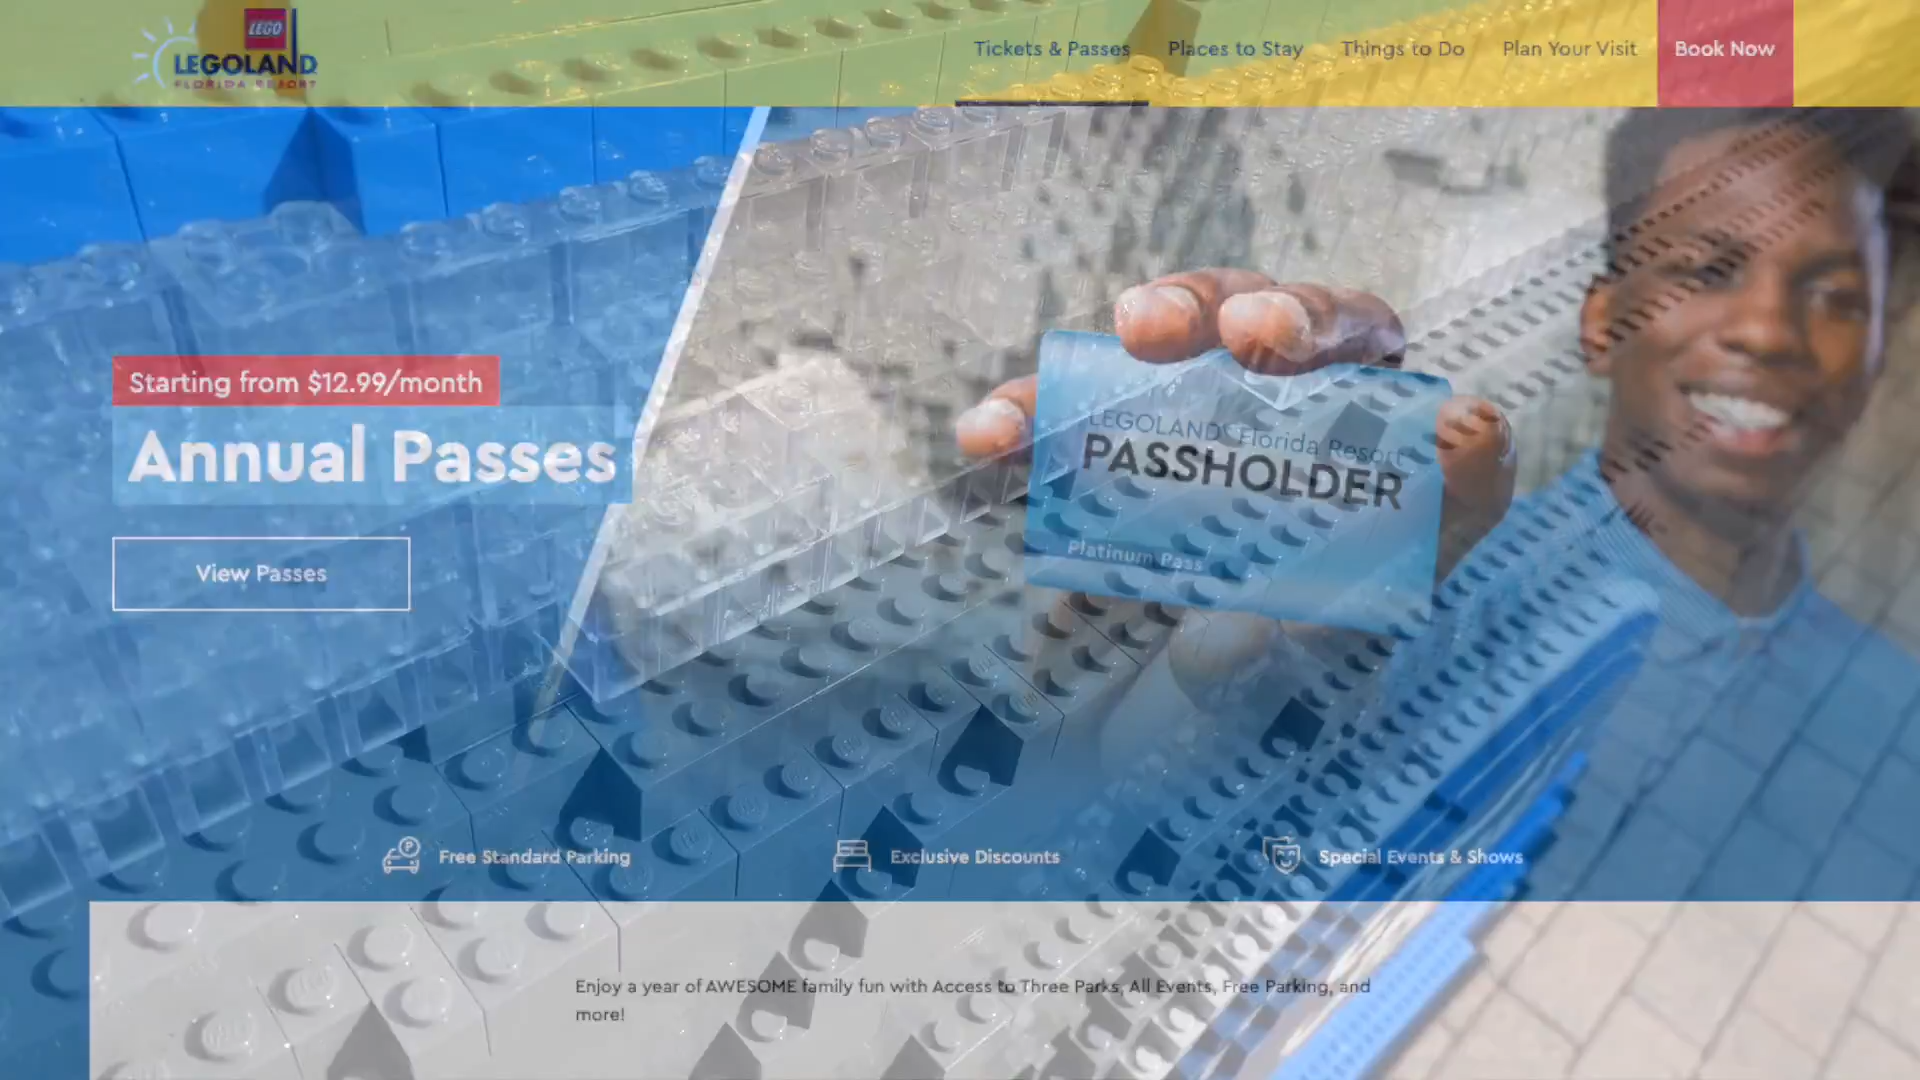 LEGO
LEGOLAND
FLORIDA RESORT
Tickets & Passes
Places to Stay
Things to Do
Plan Your Visit
Book Now
Starting from $12.99/month
Annual Passes
View Passes
LEGOLAND® Florida Resort
PASSHOLDER
Platinum Pass
Free Standard Parking
Exclusive Discounts
Special Events & Shows
Enjoy a year of AWESOME family fun with Access to Three Parks, All Events, Free Parking, and
more!